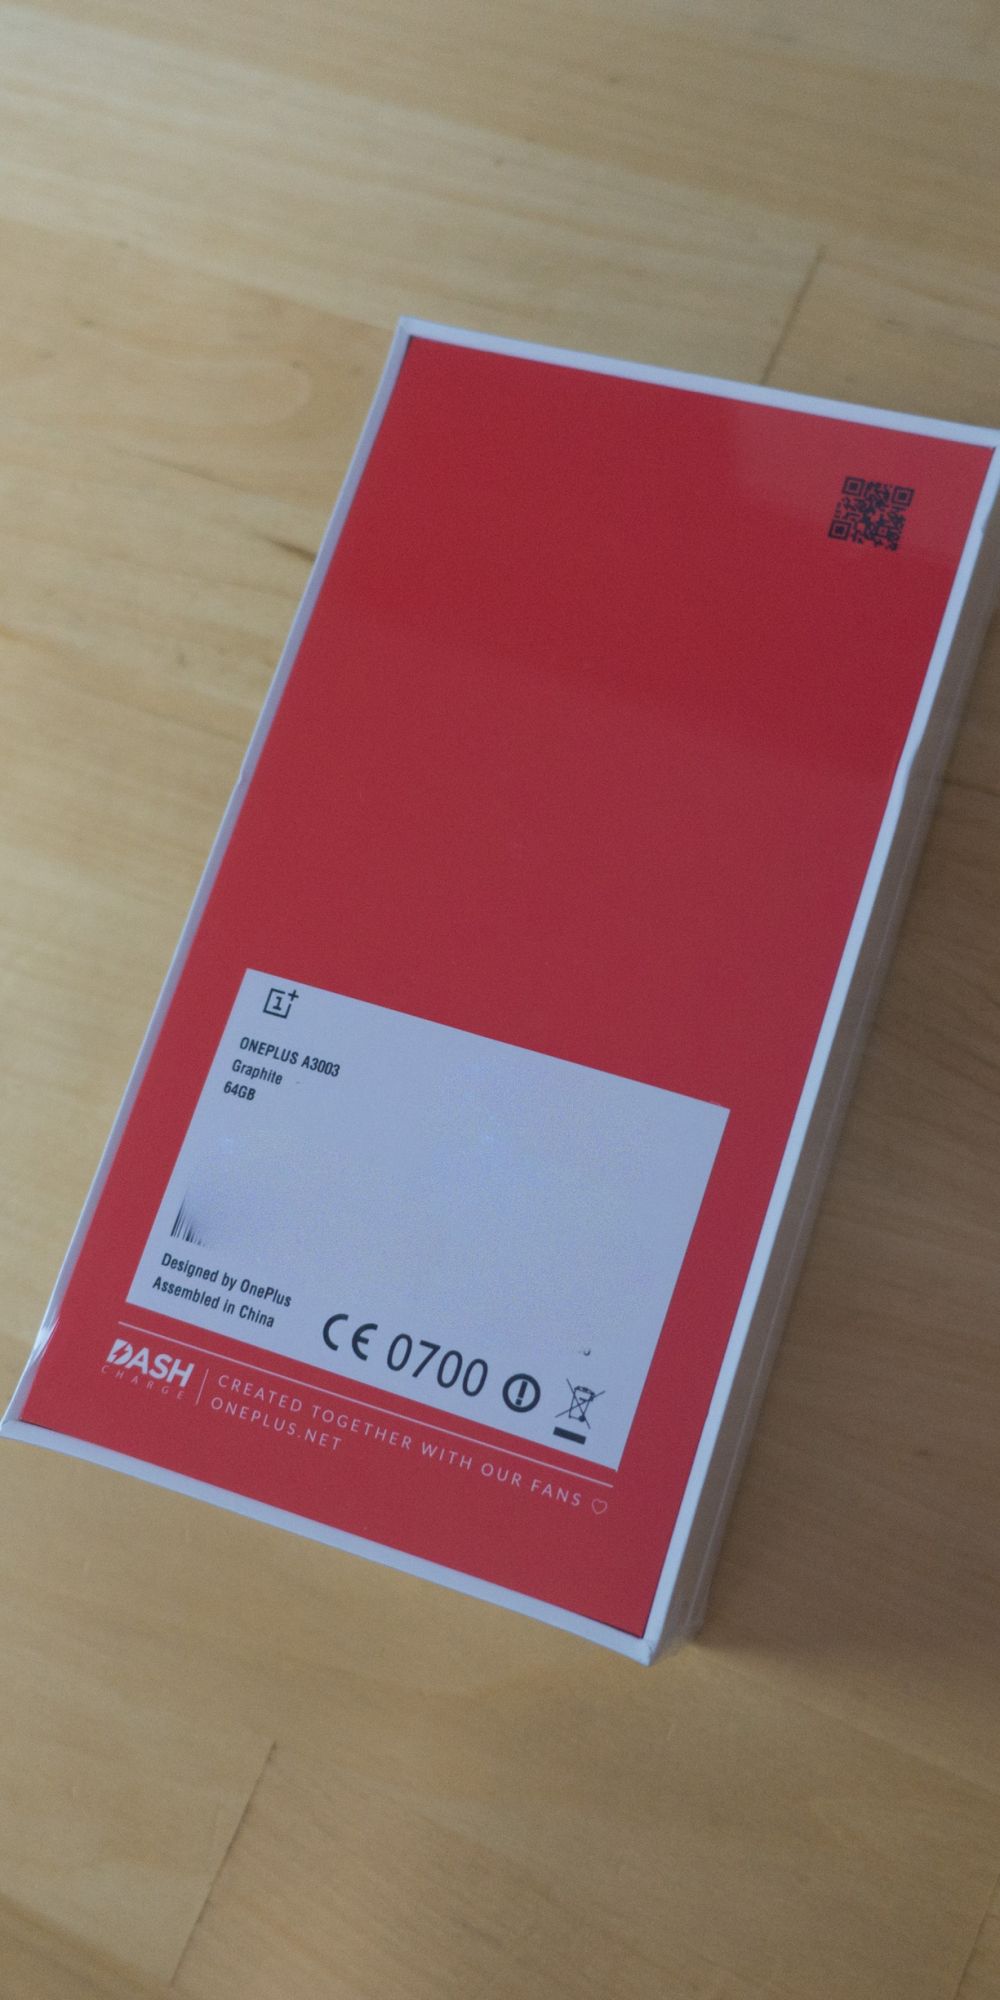 1+
ONEPLUS A3003
Graphite
64GB
Designed by OnePlus
Assembled in China
CE 0700
DASH
CHARGE
CREATED TOGETHER WITH OUR FANS ♡
ONEPLUS.NET